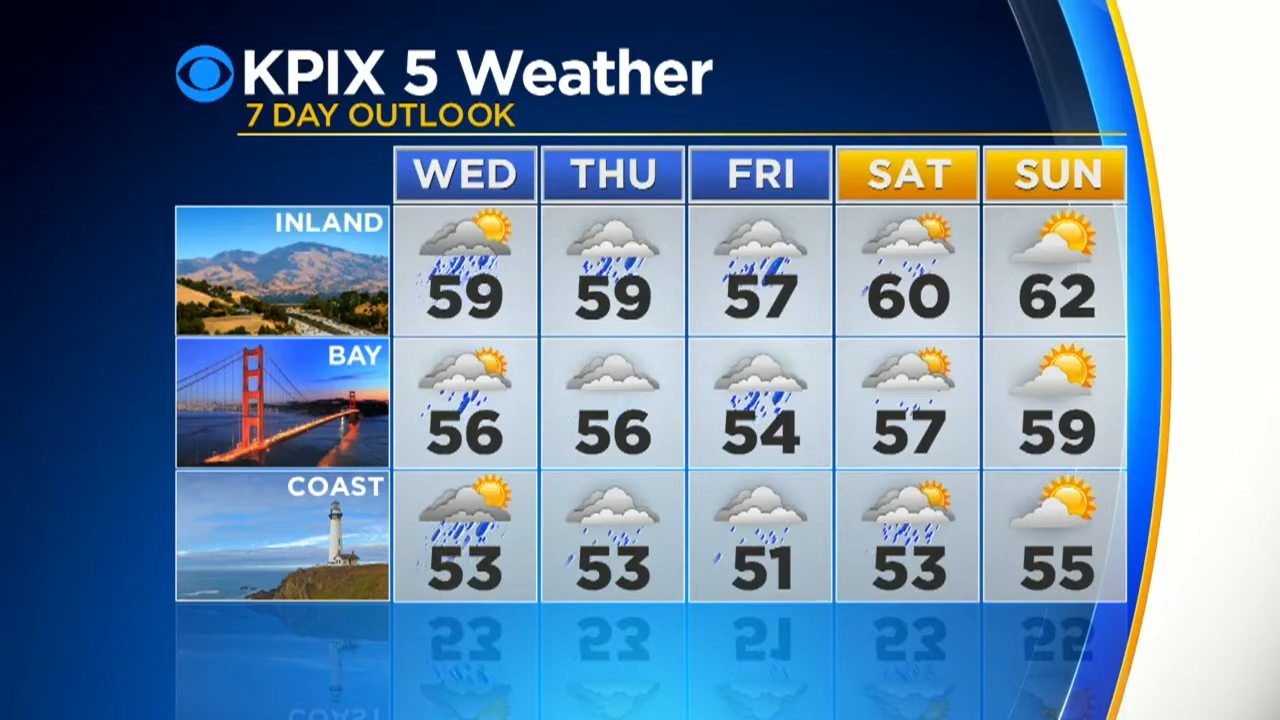 KPIX 5 Weather
7 DAY OUTLOOK
WED THU FRI SAT SUN
INLAND
59 59 57 60 62
BAY
56 56 54 57 59
COAST
53 53 51 53 55